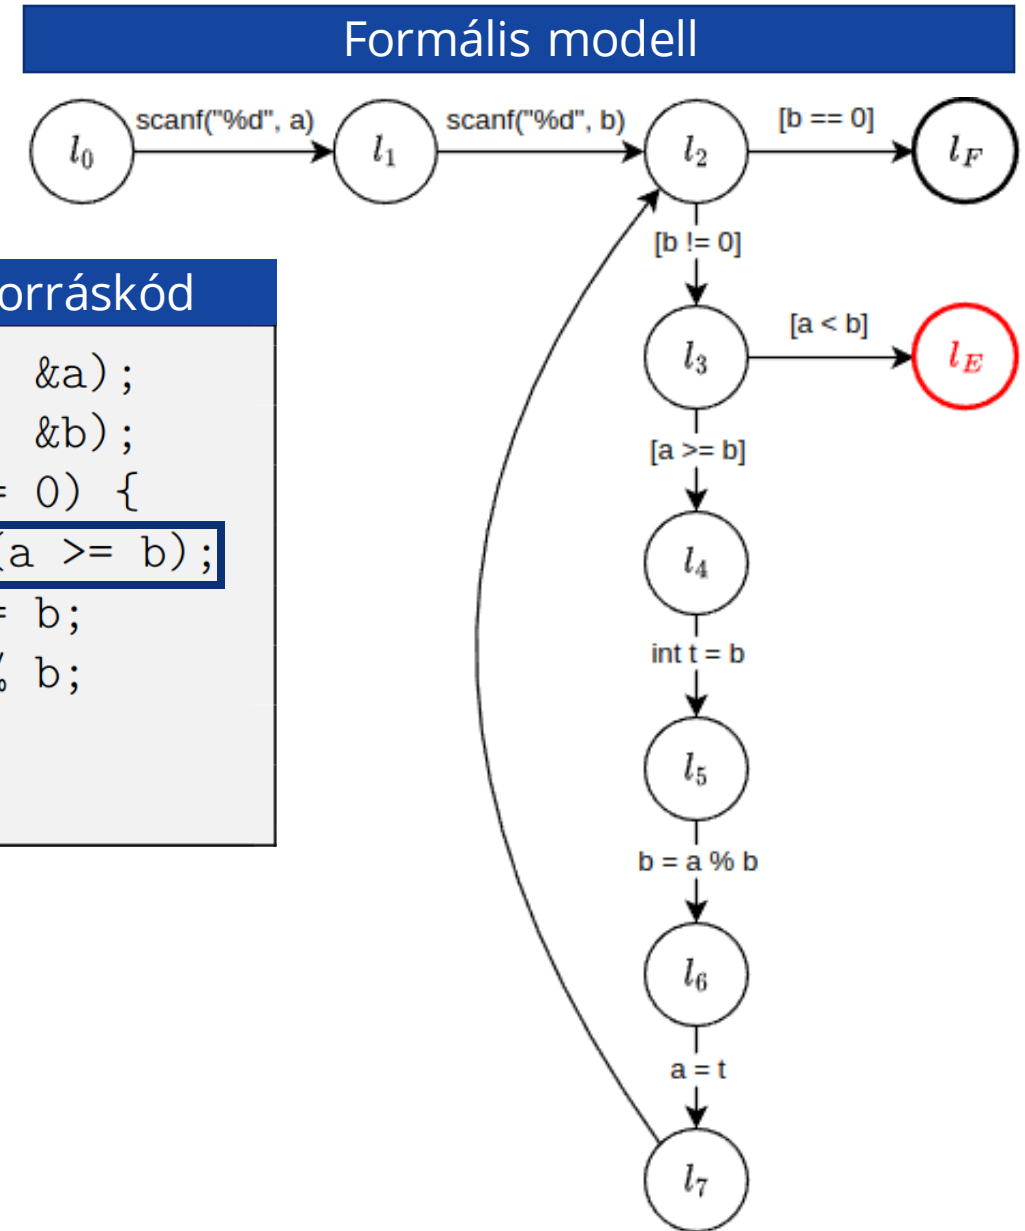 Formális modell
scanf("%d", a)
scanf("%d", b)
[b == 0]
l0
l1
l2
lF
[b != 0]
orráskód
[a < b]
l3
lE
&a);
&b);
[a >= b]
= 0) {
(a >= b);
l4
= b;
int t = b
% b;
l5
b = a % b
l6
a = t
l7